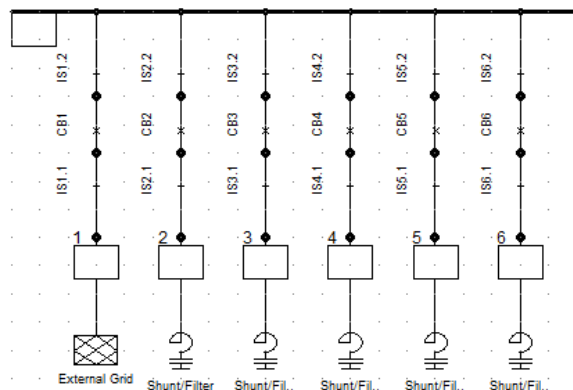 IS1.2 IS2.2 IS3.2 IS4.2 IS5.2 IS6.2
CB1 CB2 CB3 CB4 CB5 CB6
IS1.1 IS2.1 IS3.1 IS4.1 IS5.1 IS6.1
1 2 3 4 5 6
External Grid Shunt/Filter Shunt/Fil.. Shunt/Fil.. Shunt/Fil.. Shunt/Fil..